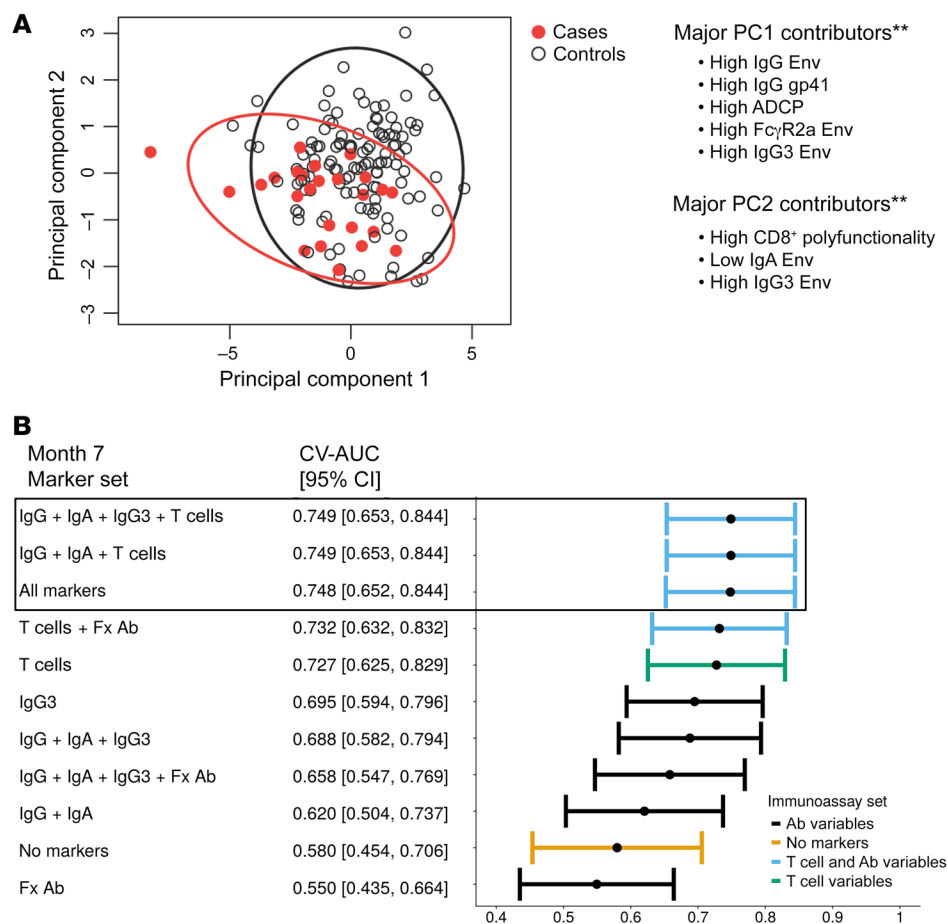 A
3
2
1
0
−1
−2
−3
Principal component 2
−5
0
5
Principal component 1
Cases
Controls
Major PC1 contributors**
• High IgG Env
• High IgG gp41
• High ADCP
• High FcγR2a Env
• High IgG3 Env
Major PC2 contributors**
• High CD8⁺ polyfunctionality
• Low IgA Env
• High IgG3 Env
B
Month 7 CV-AUC
Marker set [95% CI]
IgG + IgA + IgG3 + T cells 0.749 [0.653, 0.844]
IgG + IgA + T cells 0.749 [0.653, 0.844]
All markers 0.748 [0.652, 0.844]
T cells + Fx Ab 0.732 [0.632, 0.832]
T cells 0.727 [0.625, 0.829]
IgG3 0.695 [0.594, 0.796]
IgG + IgA + IgG3 0.688 [0.582, 0.794]
IgG + IgA + IgG3 + Fx Ab 0.658 [0.547, 0.769]
IgG + IgA 0.620 [0.504, 0.737]
No markers 0.580 [0.454, 0.706]
Fx Ab 0.550 [0.435, 0.664]
Immunoassay set
Ab variables
No markers
T cell and Ab variables
T cell variables
0.4 0.5 0.6 0.7 0.8 0.9 1